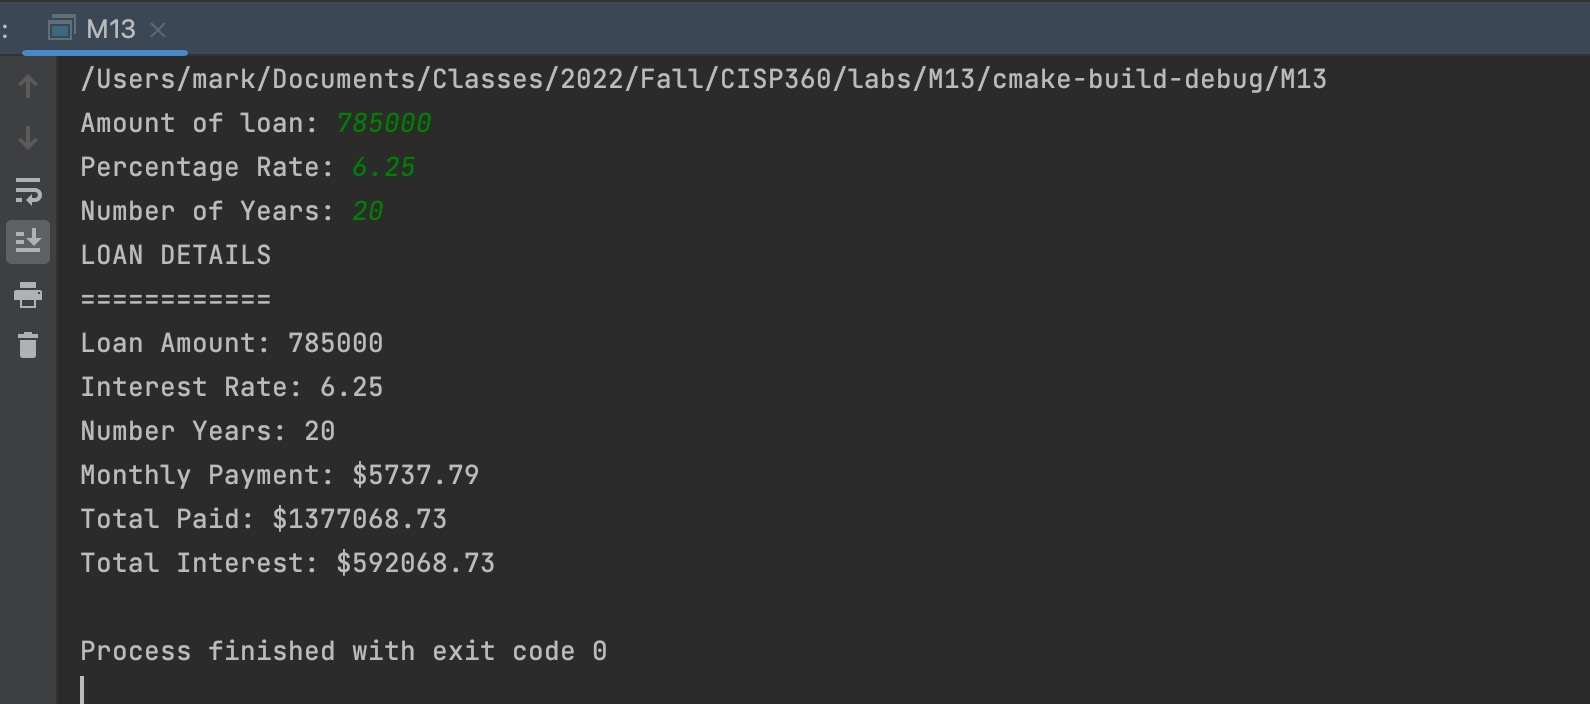 :
M13
/Users/mark/Documents/Classes/2022/Fall/CISP360/labs/M13/cmake-build-debug/M13
Amount of loan: 785000
Percentage Rate: 6.25
Number of Years: 20
LOAN DETAILS
============
Loan Amount: 785000
Interest Rate: 6.25
Number Years: 20
Monthly Payment: $5737.79
Total Paid: $1377068.73
Total Interest: $592068.73
Process finished with exit code 0